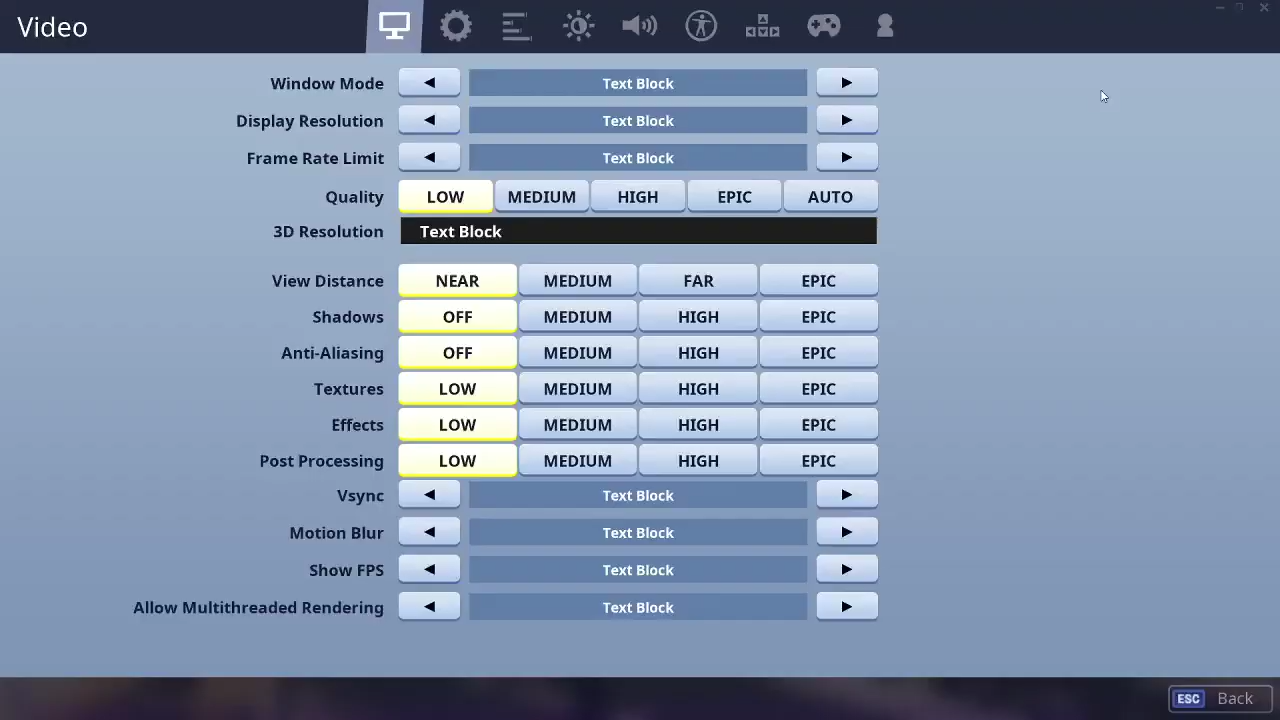 Video
Window Mode Text Block
Display Resolution Text Block
Frame Rate Limit Text Block
Quality LOW MEDIUM HIGH EPIC AUTO
3D Resolution Text Block
View Distance NEAR MEDIUM FAR EPIC
Shadows OFF MEDIUM HIGH EPIC
Anti-Aliasing OFF MEDIUM HIGH EPIC
Textures LOW MEDIUM HIGH EPIC
Effects LOW MEDIUM HIGH EPIC
Post Processing LOW MEDIUM HIGH EPIC
Vsync Text Block
Motion Blur Text Block
Show FPS Text Block
Allow Multithreaded Rendering Text Block
ESC Back